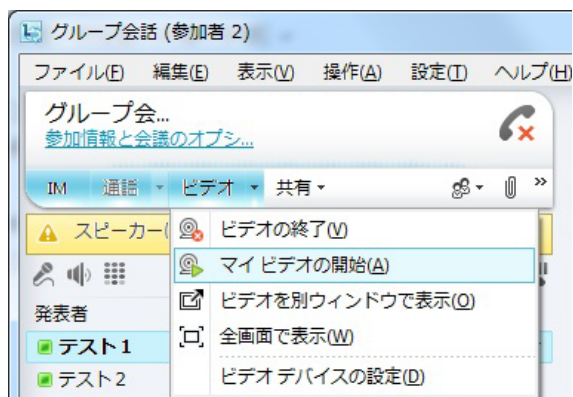 グループ会話 (参加者 2)
ファイル(F) 編集(E) 表示(V) 操作(A) 設定(T) ヘルプ(H)
グループ会...
参加情報と会議のオプシ...
IM 通話 ビデオ 共有
スピーカー(
ビデオの終了(V)
マイ ビデオの開始(A)
ビデオを別ウィンドウで表示(O)
発表者
全画面で表示(W)
テスト1
テスト2
ビデオ デバイスの設定(D)